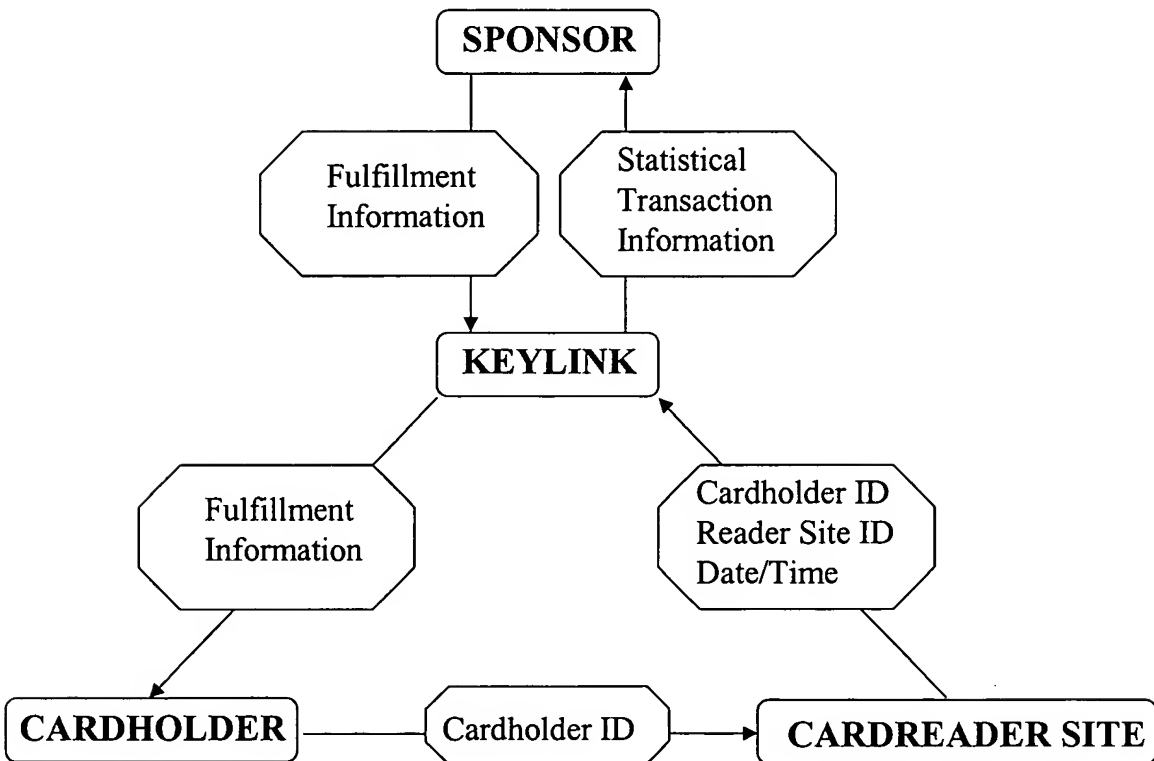 SPONSOR
Fulfillment
Information
Statistical
Transaction
Information
KEYLINK
Fulfillment
Information
Cardholder ID
Reader Site ID
Date/Time
CARDHOLDER
Cardholder ID
CARDREADER SITE